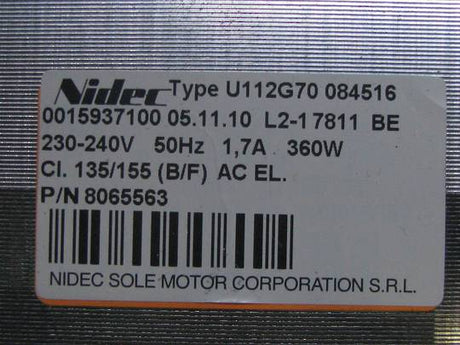 Nidec Type U112G70 084516
0015937100 05.11.10 L2-17811 BE
230-240V 50Hz 1,7A 360W
Cl. 135/155 (B/F) AC EL.
P/N 8065563
NIDEC SOLE MOTOR CORPORATION S.R.L.